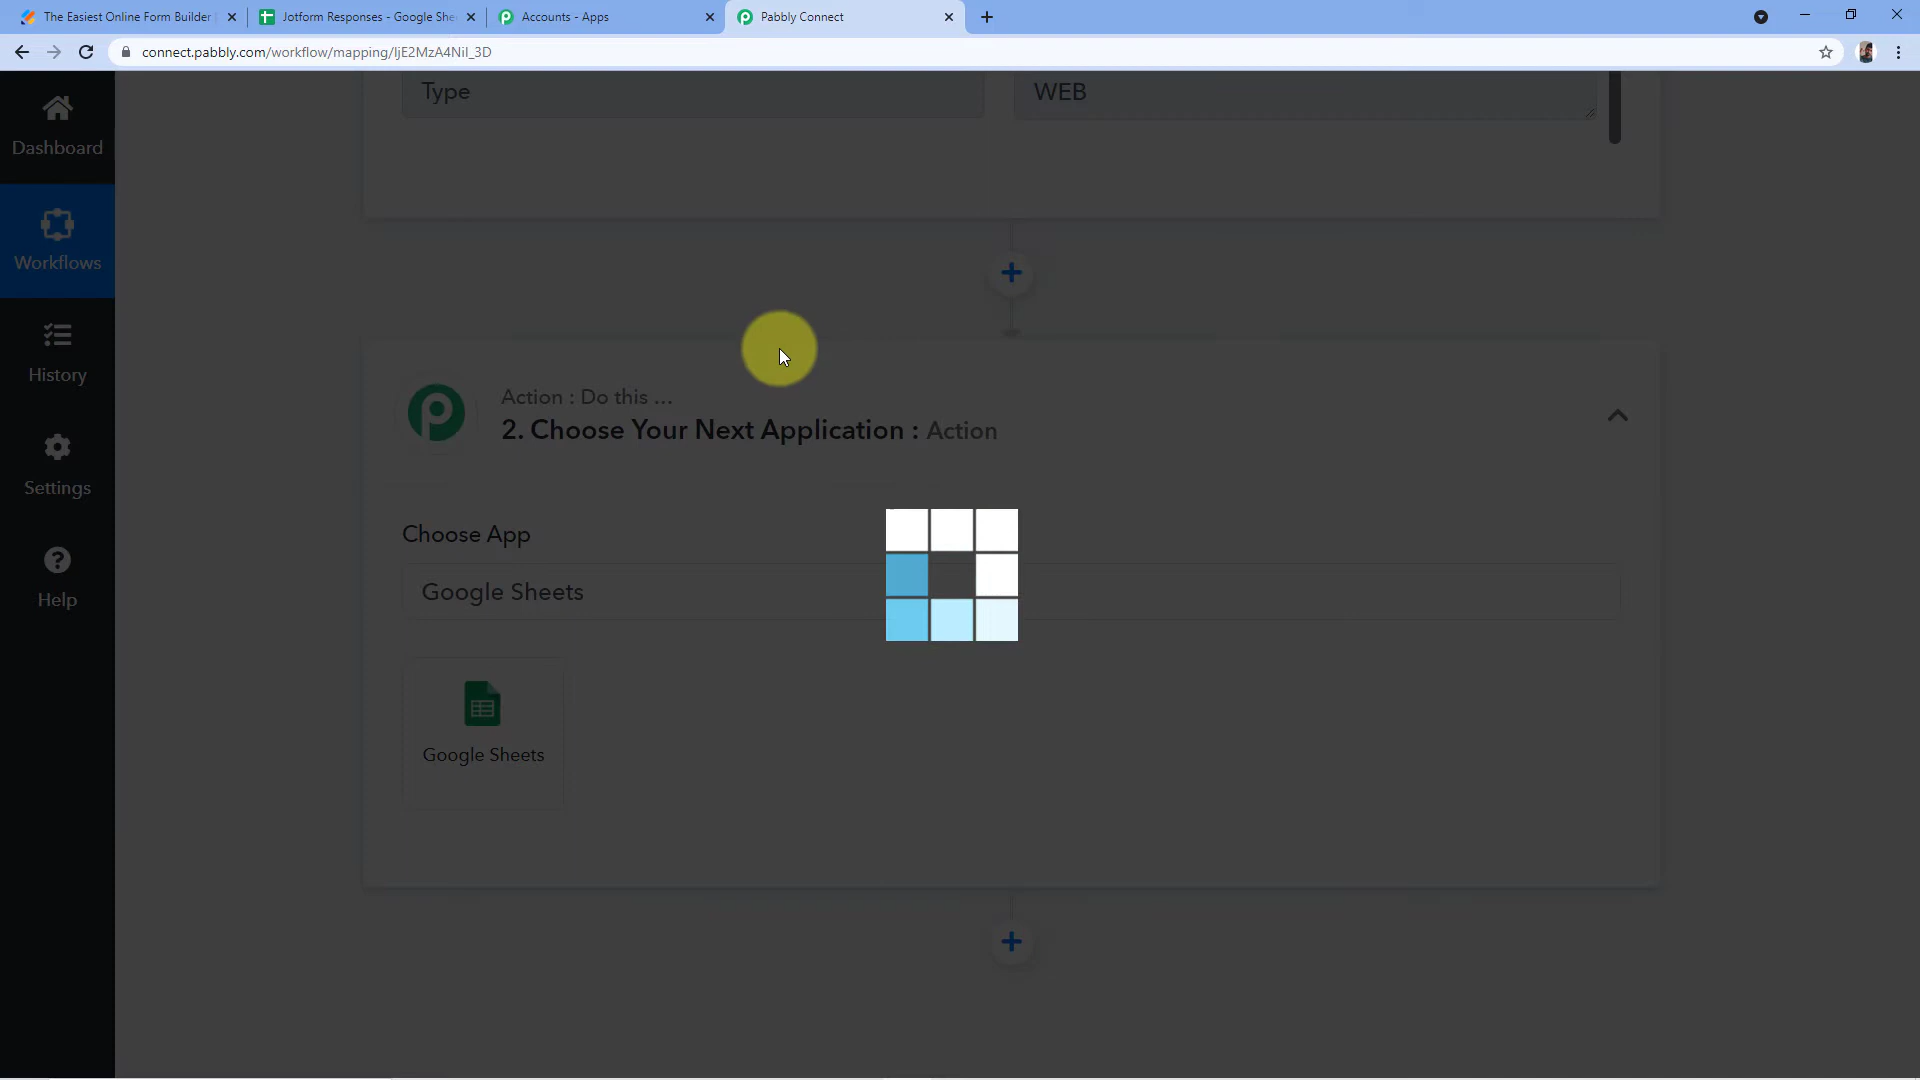 The Easiest Online Form Builder
Jotform Responses - Google She
Accounts - Apps
Pabbly Connect
connect.pabbly.com/workflow/mapping/IjE2MzA4NiI_3D
Type
WEB
Dashboard
Workflows
History
Settings
Help
Action : Do this ...
2. Choose Your Next Application : Action
Choose App
Google Sheets
Google Sheets